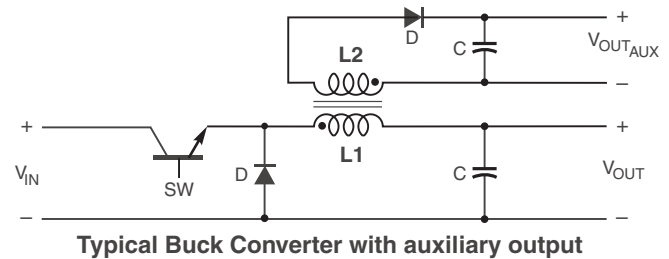 +
D
C
V_OUT_AUX
L2
–
+
+
L1
V_IN
SW
D
C
V_OUT
–
–
Typical Buck Converter with auxiliary output